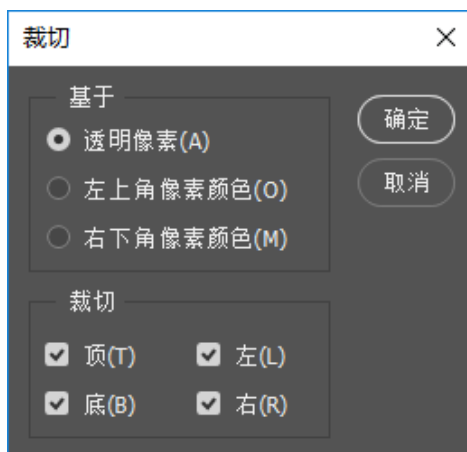 裁切
基于
透明像素(A)
左上角像素颜色(O)
右下角像素颜色(M)
确定
取消
裁切
顶(T) 左(L)
底(B) 右(R)